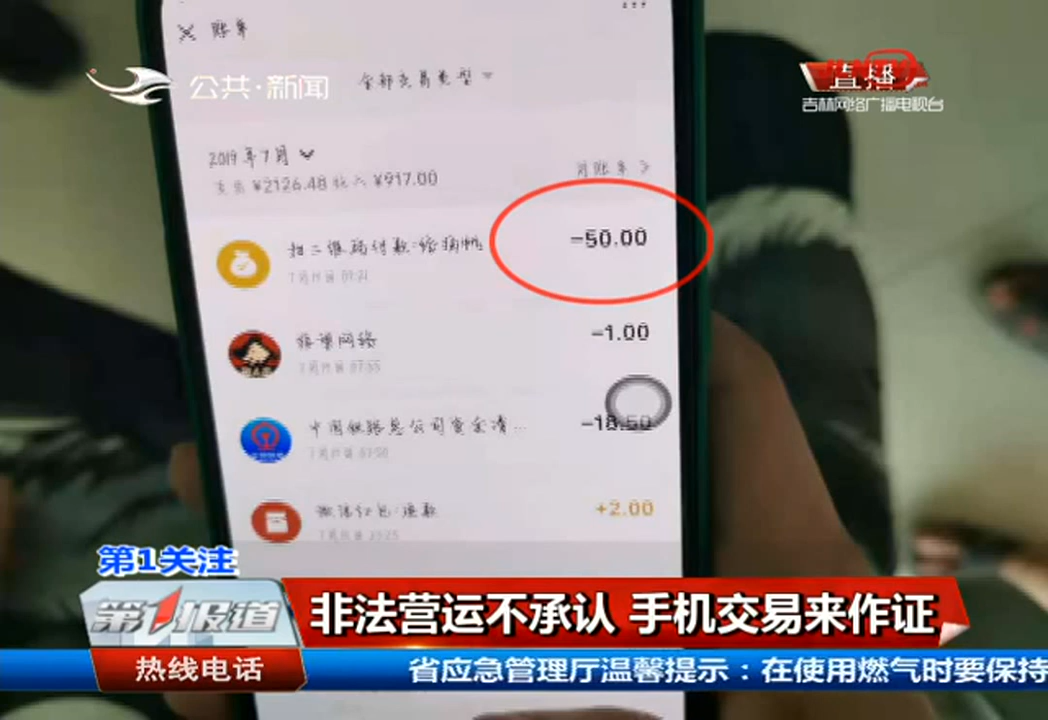 账单
公共·新闻
全部交易类型
直播
吉林网络广播电视台
2019年7月
月账单
支出¥2126.48 收入¥917.00
扫二维码付款-给
-50.00
-1.00
中国铁路总公司资金清...
-18.50
微信红包-退款
+2.00
第1关注
第1报道
非法营运不承认 手机交易来作证
热线电话
省应急管理厅温馨提示：在使用燃气时要保持